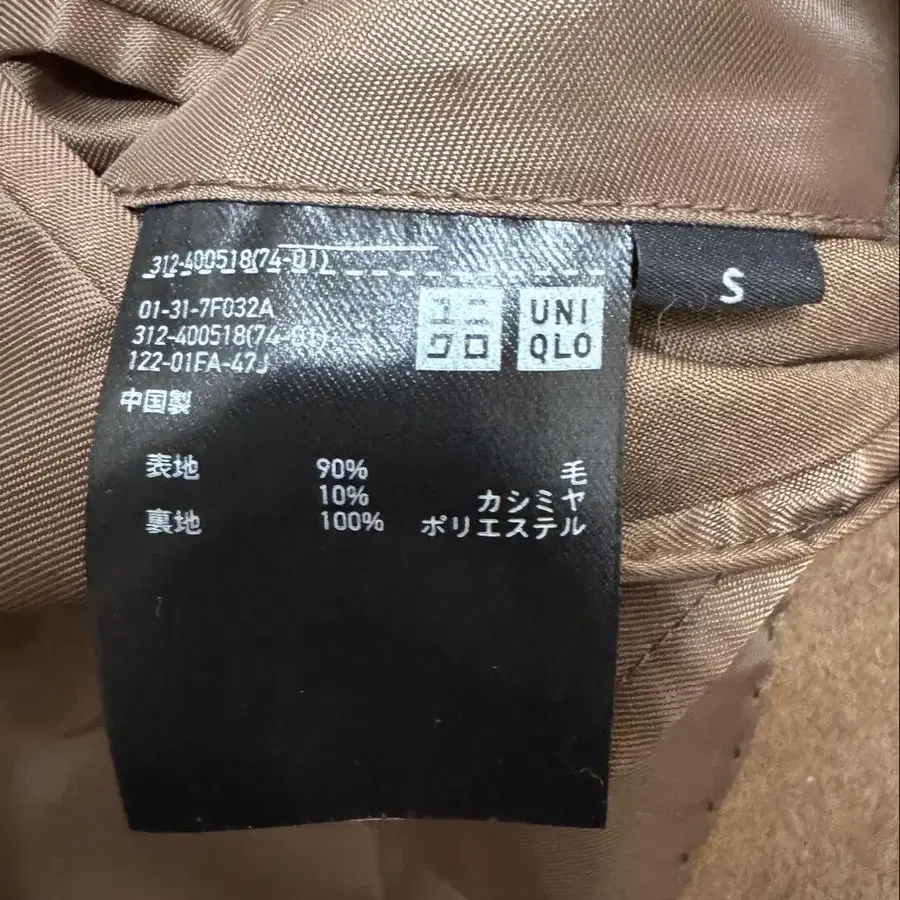 312-400518(74-01)
01-31-7F032A
312-400518(74-01)
122-01FA-47J
ユニクロ
UNIQLO
S
中国製
表地 90% 毛
10% カシミヤ
裏地 100% ポリエステル